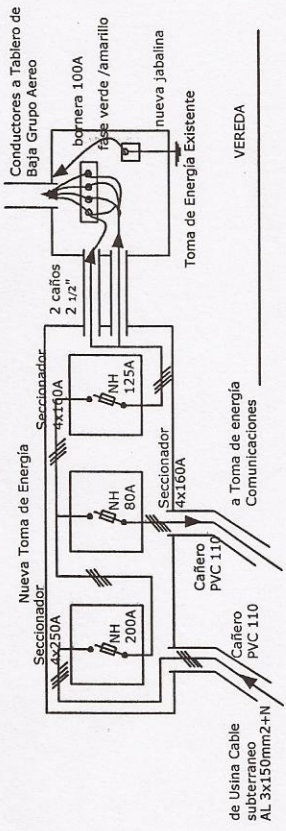 Nueva Toma de Energía
Seccionador
4x250A
NH
200A
NH
80A
Seccionador
4x160A
Seccionador
4x160A
NH
125A
de Usina Cable
subterraneo
AL 3x150mm2+N
Cañero
PVC 110
Cañero
PVC 110
a Toma de energía
Comunicaciones
2 caños
2 1/2"
Conductores a Tablero de
Baja Grupo Aereo
bornera 100A
fase verde /amarillo
nueva jabalina
Toma de Energía Existente
VEREDA